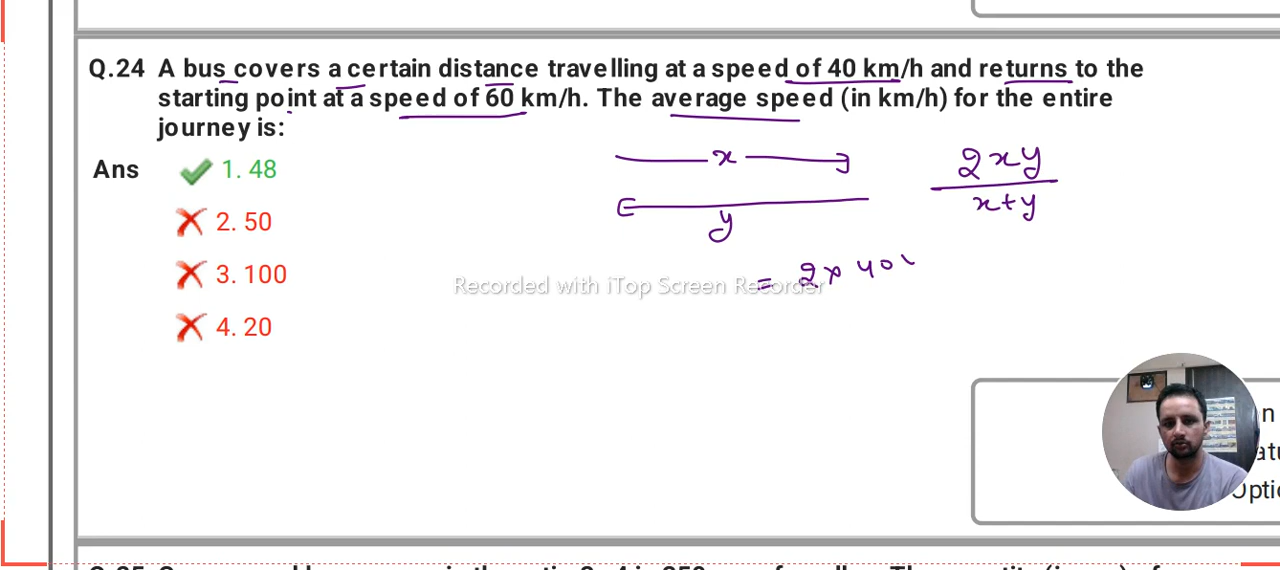 Q.24 A bus covers a certain distance travelling at a speed of 40 km/h and returns to the
starting point at a speed of 60 km/h. The average speed (in km/h) for the entire
journey is:
Ans 1. 48
2. 50
3. 100
4. 20
x
y
2xy
x+y
= 2 × 40
Recorded with iTop Screen Recorder